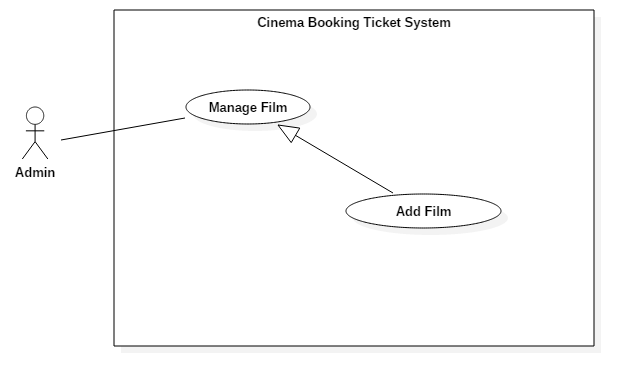 Cinema Booking Ticket System
Manage Film
Admin
Add Film